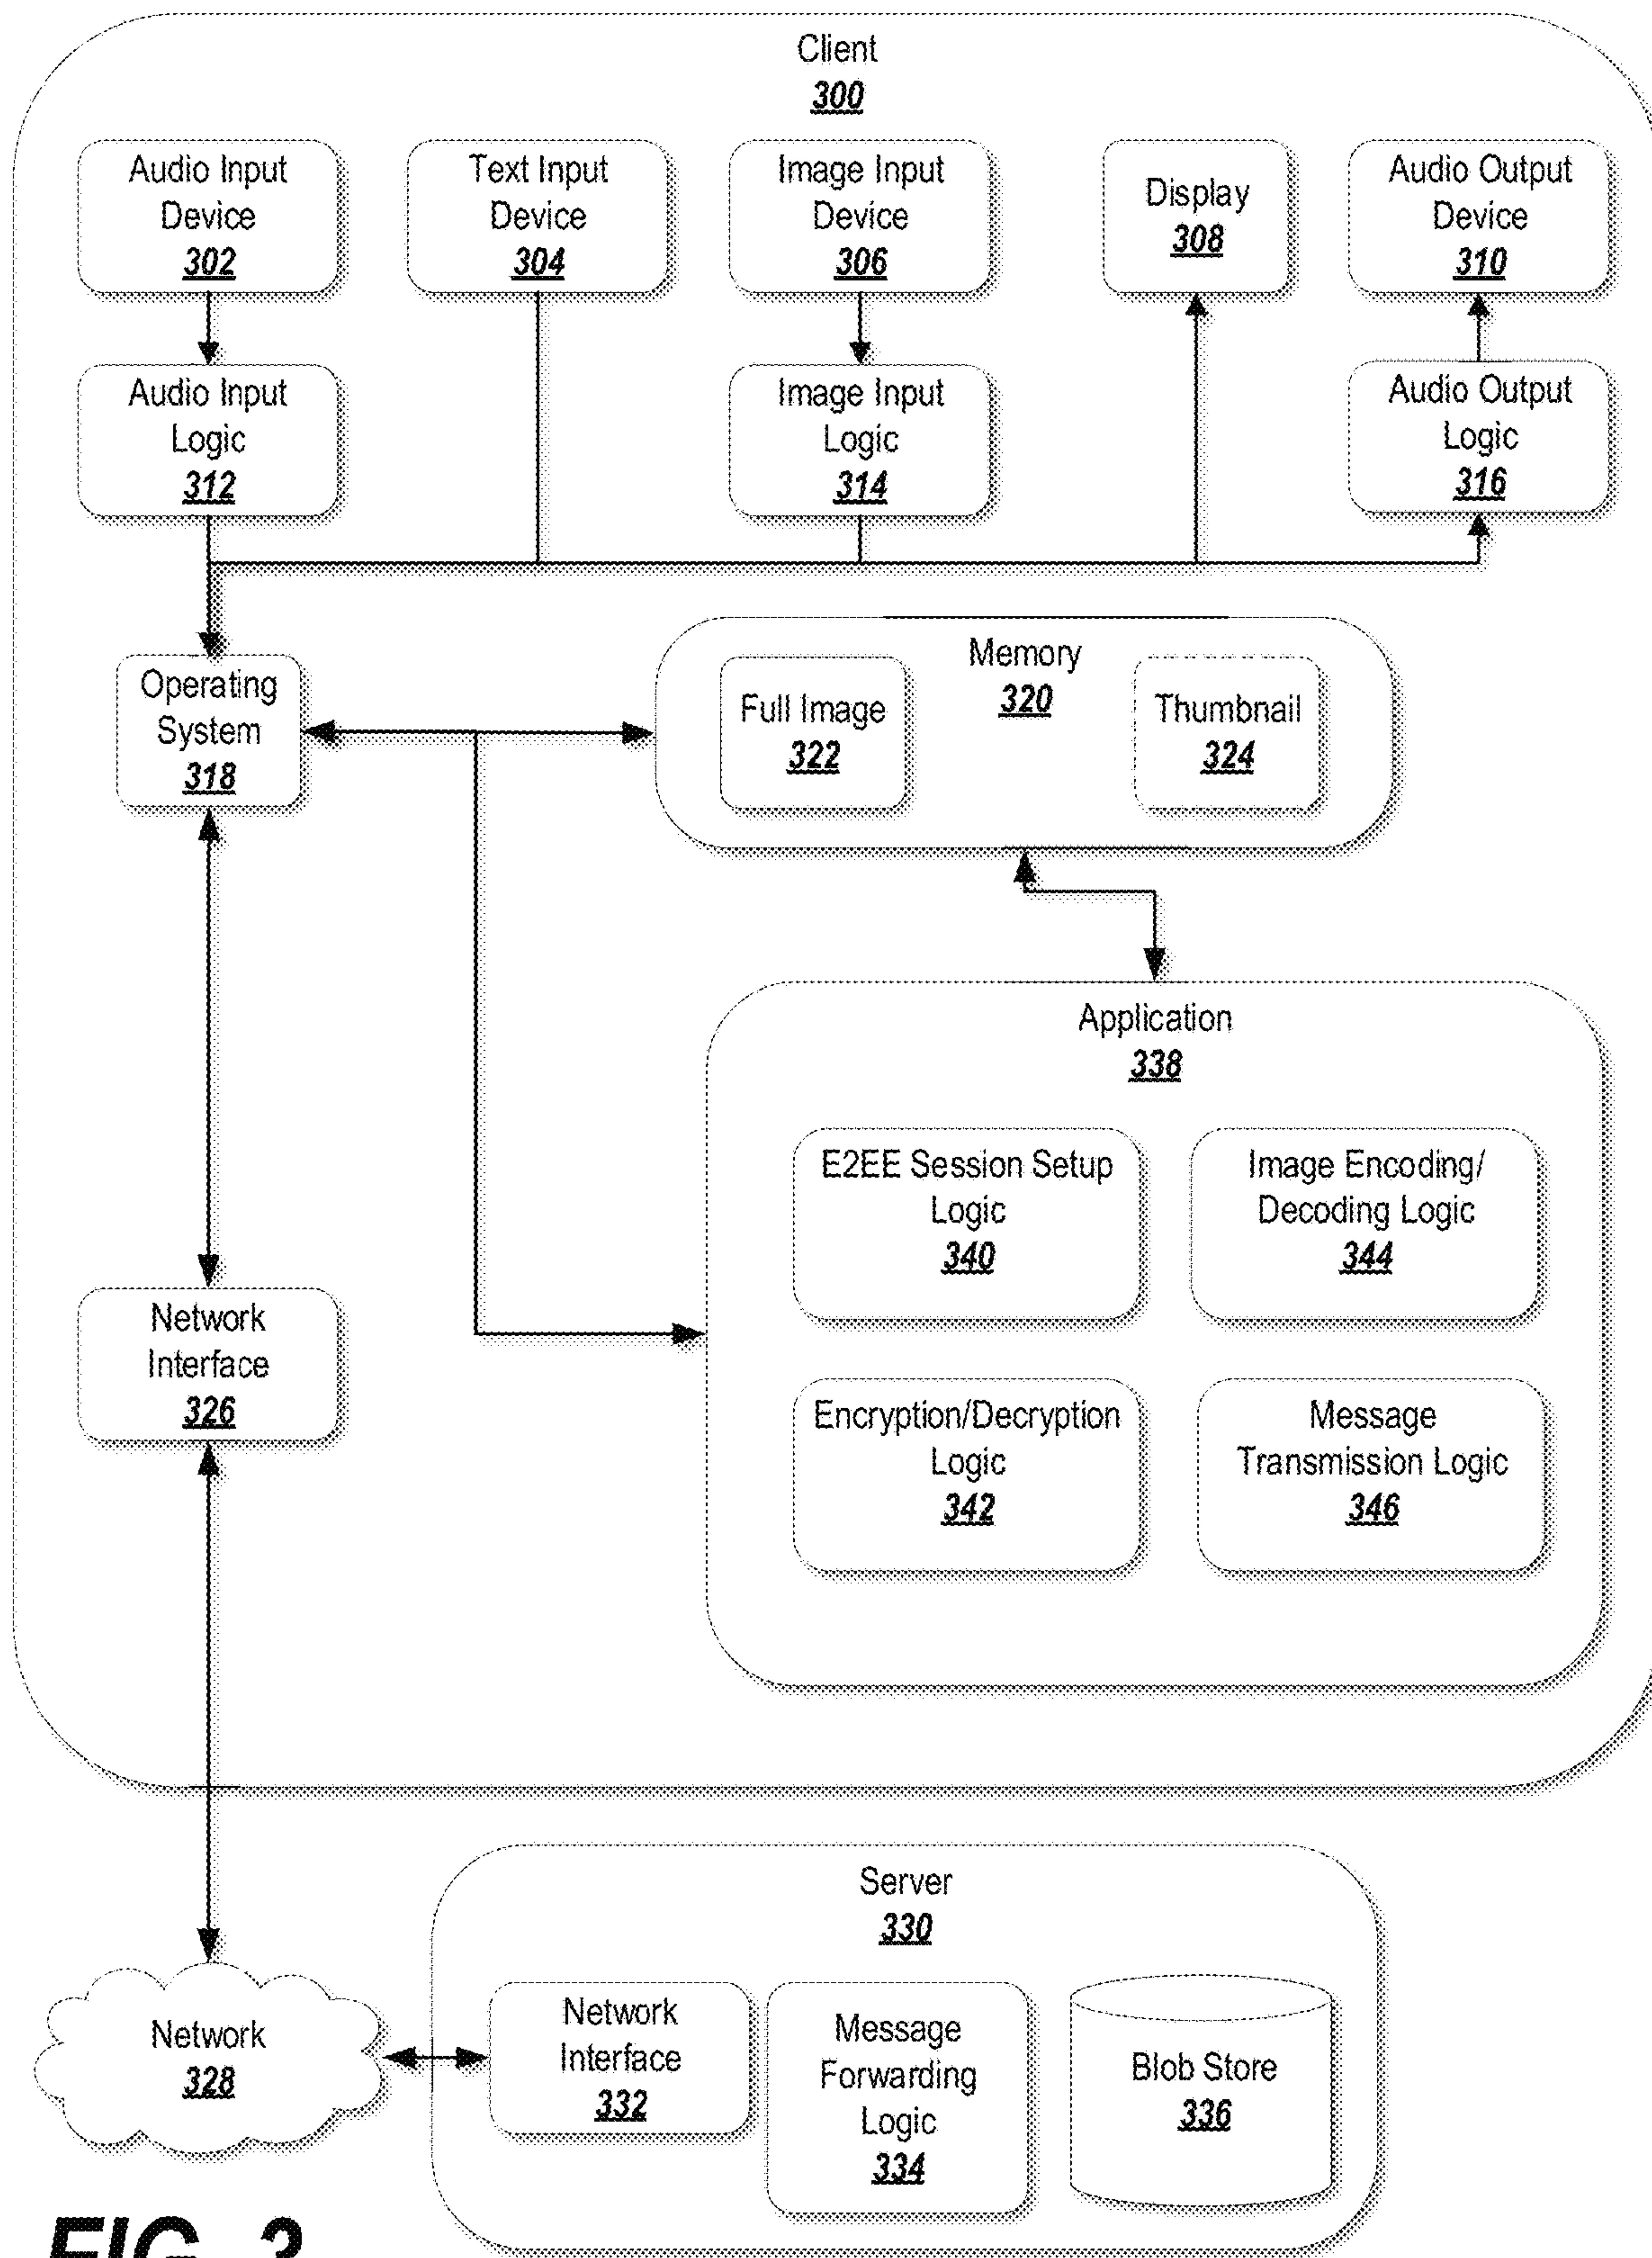 Client
300
Audio Input
Device
302
Text Input
Device
304
Image Input
Device
306
Display
308
Audio Output
Device
310
Audio Input
Logic
312
Image Input
Logic
314
Audio Output
Logic
316
Operating
System
318
Memory
320
Full Image
322
Thumbnail
324
Application
338
E2EE Session Setup
Logic
340
Image Encoding/
Decoding Logic
344
Network
Interface
326
Encryption/Decryption
Logic
342
Message
Transmission Logic
346
Server
330
Network
328
Network
Interface
332
Message
Forwarding
Logic
334
Blob Store
336
FIG. 3